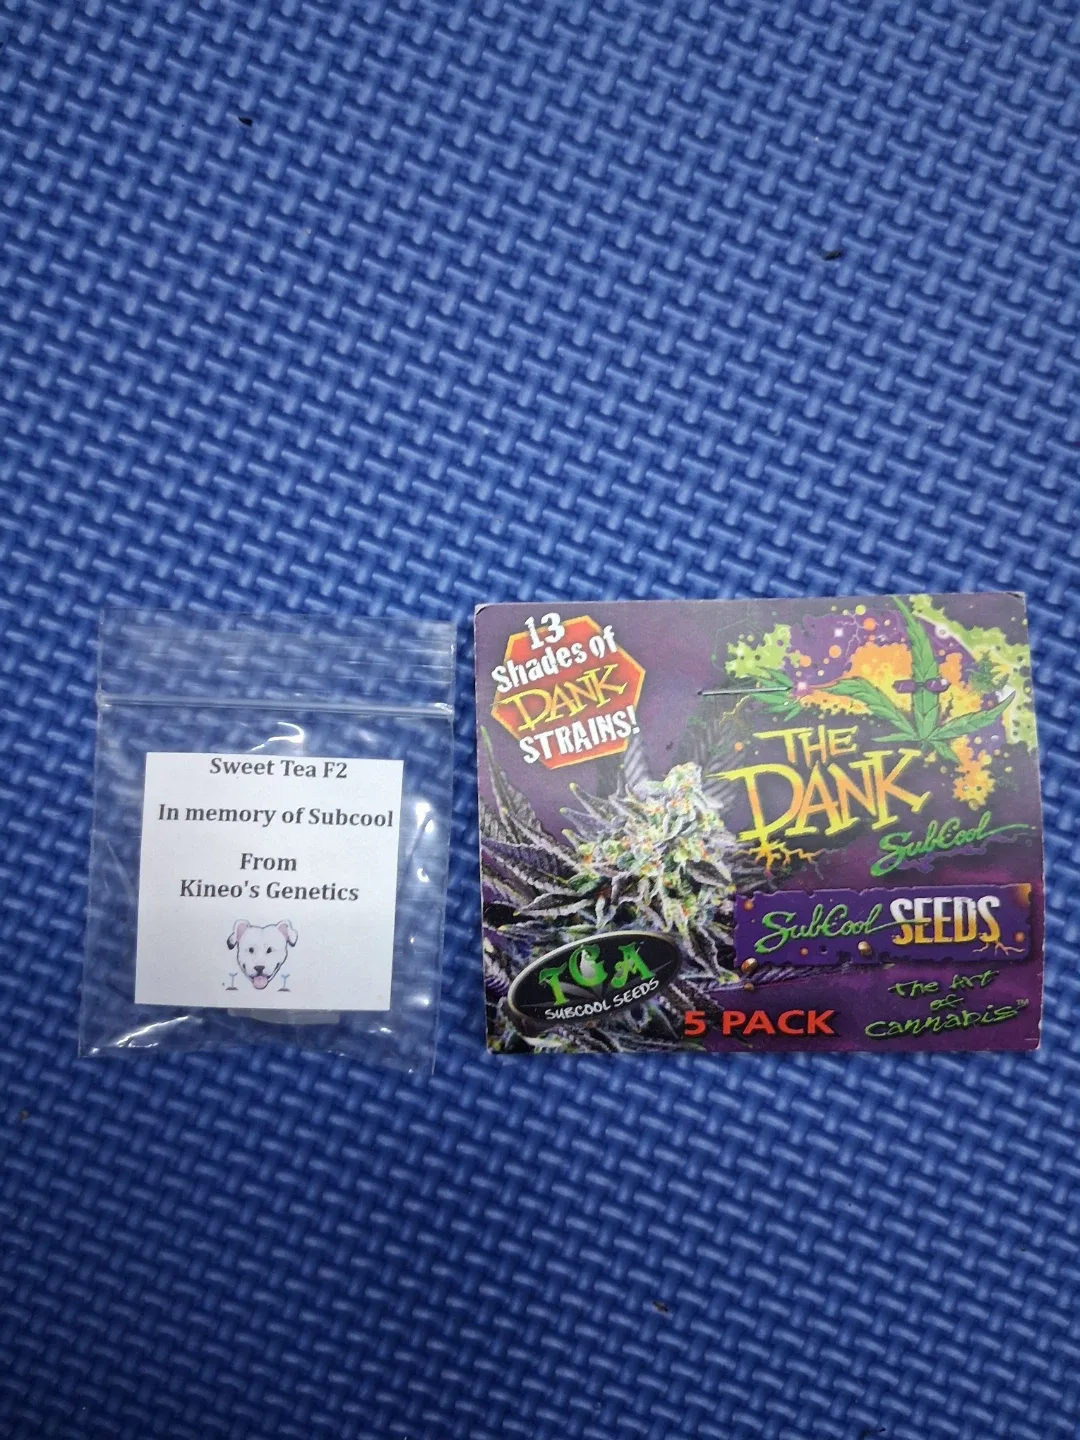 Sweet Tea F2
In memory of Subcool
From
Kineo's Genetics
13
Shades of
DANK
STRAINS!
THE
DANK
SubCool
SubCool SEEDS
TGA
SUBCOOL SEEDS
5 PACK
The Art
of
Cannabis™